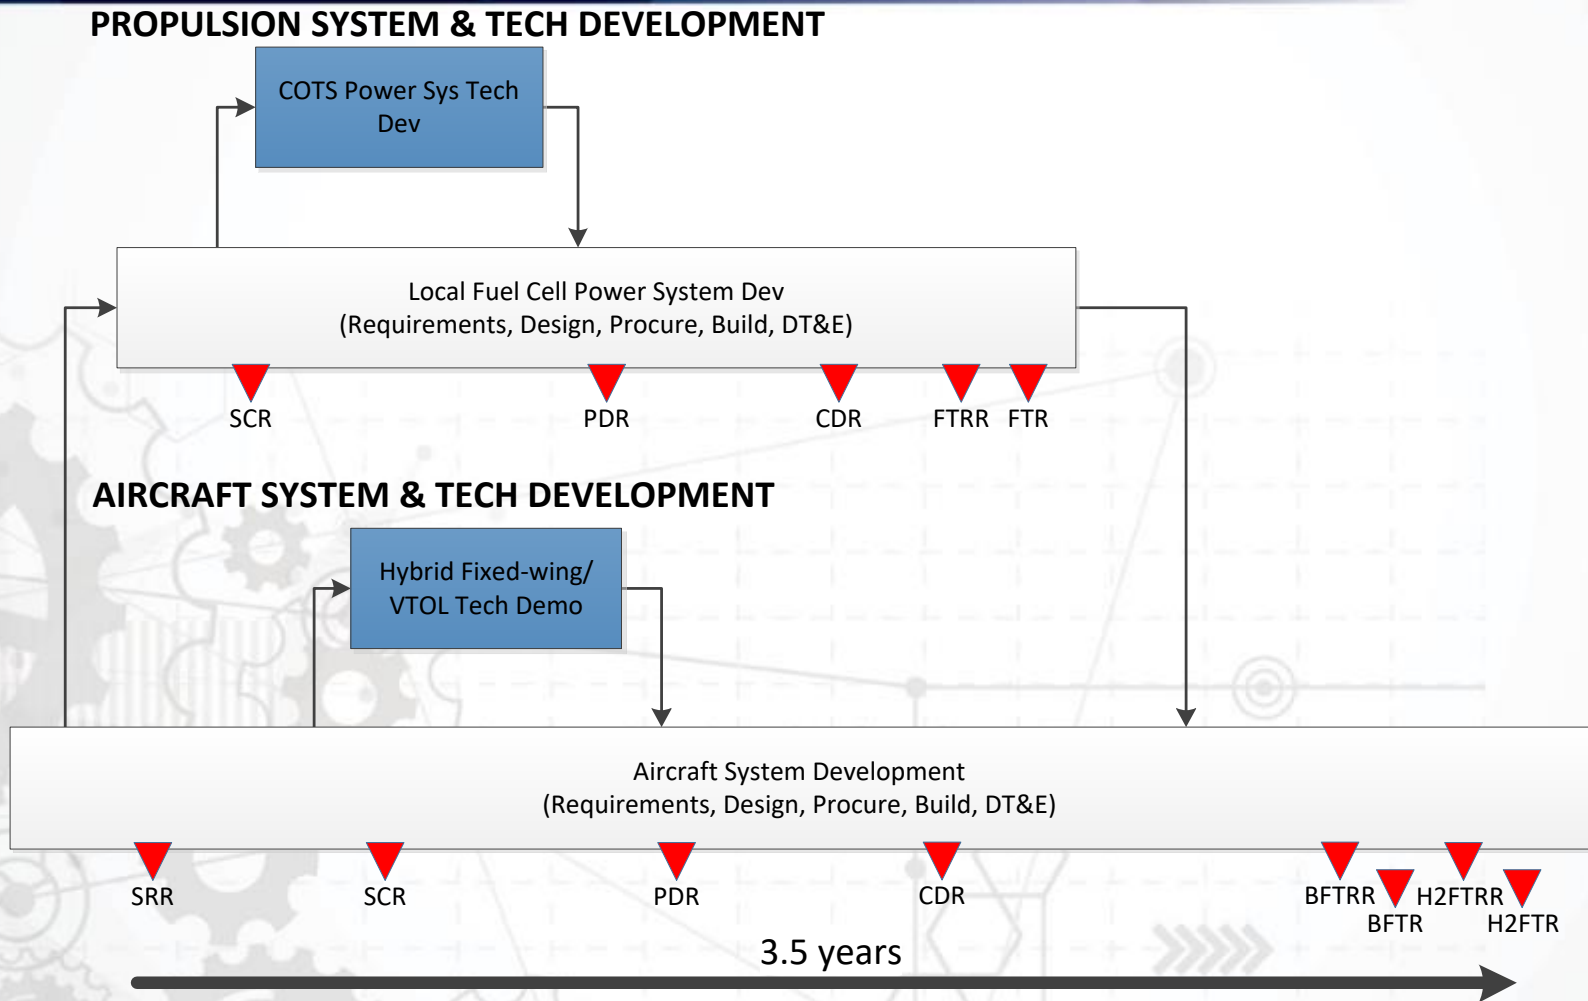 PROPULSION SYSTEM & TECH DEVELOPMENT
COTS Power Sys Tech
Dev
Local Fuel Cell Power System Dev
(Requirements, Design, Procure, Build, DT&E)
SCR
PDR
CDR
FTRR
FTR
AIRCRAFT SYSTEM & TECH DEVELOPMENT
Hybrid Fixed-wing/
VTOL Tech Demo
Aircraft System Development
(Requirements, Design, Procure, Build, DT&E)
SRR
SCR
PDR
CDR
BFTRR
BFTR
H2FTRR
H2FTR
3.5 years